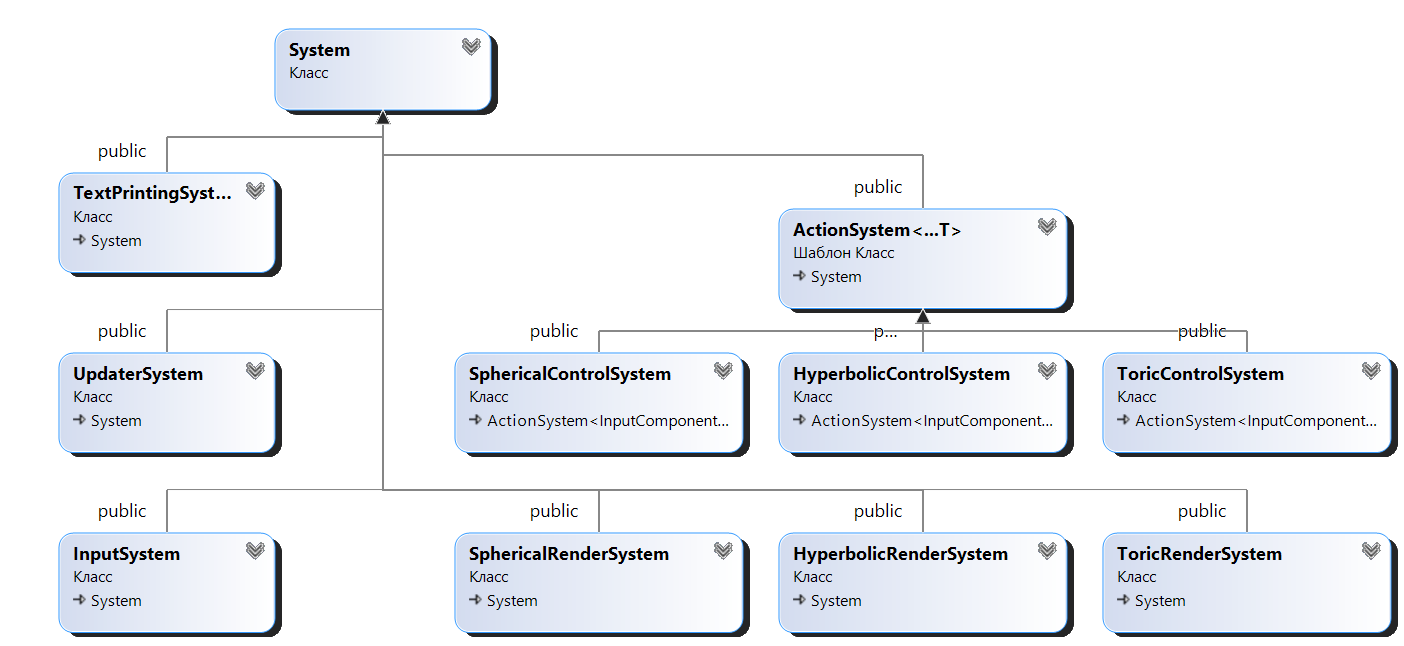 System
Класс
public
TextPrintingSyst...
Класс
System
public
ActionSystem<...T>
Шаблон Класс
System
public
UpdaterSystem
Класс
System
public
SphericalControlSystem
Класс
ActionSystem<InputComponent...
p...
HyperbolicControlSystem
Класс
ActionSystem<InputComponent...
public
ToricControlSystem
Класс
ActionSystem<InputComponent...
public
InputSystem
Класс
System
public
SphericalRenderSystem
Класс
System
public
HyperbolicRenderSystem
Класс
System
public
ToricRenderSystem
Класс
System